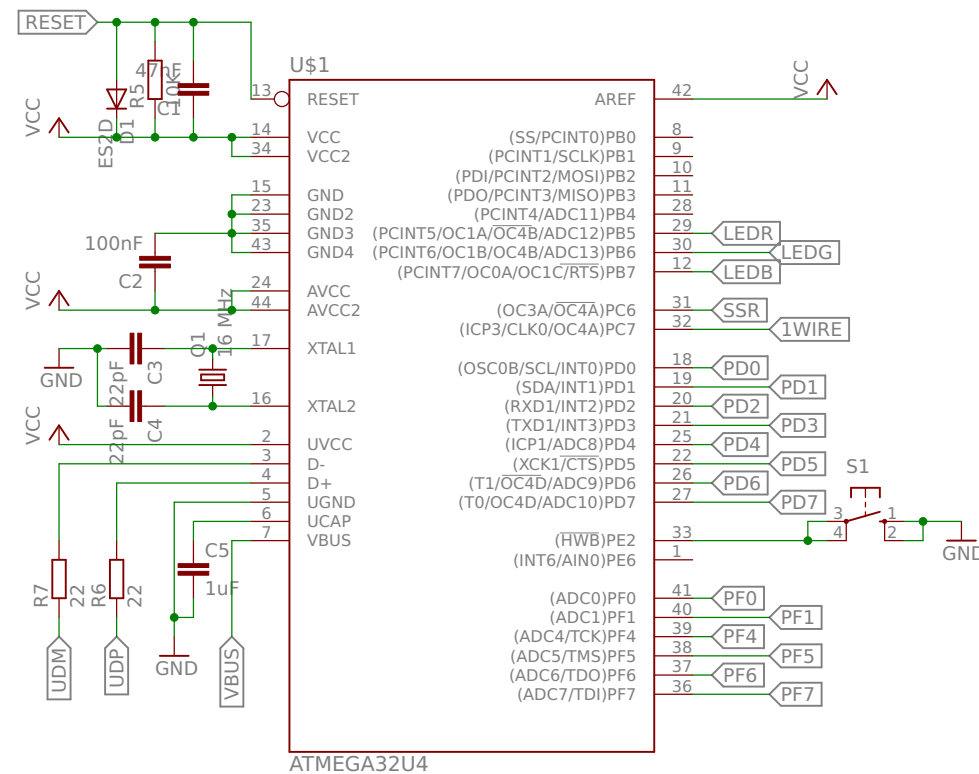 RESET
U$1
47nF
R5
10K
C1
VCC
ES2D
D1
13 RESET
AREF 42
VCC
14 VCC
34 VCC2
(SS/PCINT0)PB0 8
(PCINT1/SCLK)PB1 9
(PDI/PCINT2/MOSI)PB2 10
15 GND
(PDO/PCINT3/MISO)PB3 11
23 GND2
(PCINT4/ADC11)PB4 28
35 GND3
(PCINT5/OC1A/OC4B/ADC12)PB5 29 LEDR
43 GND4
(PCINT6/OC1B/OC4B/ADC13)PB6 30 LEDG
(PCINT7/OC0A/OC1C/RTS)PB7 12 LEDB
100nF
C2
VCC
24 AVCC
44 AVCC2
(OC3A/OC4A)PC6 31 SSR
(ICP3/CLK0/OC4A)PC7 32 1WIRE
Q1
16 MHz
17 XTAL1
GND
22pF
C3
(OSC0B/SCL/INT0)PD0 18 PD0
(SDA/INT1)PD1 19 PD1
16 XTAL2
(RXD1/INT2)PD2 20 PD2
22pF
C4
VCC
(TXD1/INT3)PD3 21 PD3
2 UVCC
(ICP1/ADC8)PD4 25 PD4
3 D-
(XCK1/CTS)PD5 22 PD5
4 D+
(T1/OC4D/ADC9)PD6 26 PD6
5 UGND
(T0/OC4D/ADC10)PD7 27 PD7
S1
3 1
4 2
GND
6 UCAP
7 VBUS
(HWB)PE2 33
(INT6/AIN0)PE6 1
C5
1uF
R7
22
R6
22
(ADC0)PF0 41 PF0
(ADC1)PF1 40 PF1
(ADC4/TCK)PF4 39 PF4
(ADC5/TMS)PF5 38 PF5
(ADC6/TDO)PF6 37 PF6
(ADC7/TDI)PF7 36 PF7
UDM
UDP
GND
VBUS
ATMEGA32U4